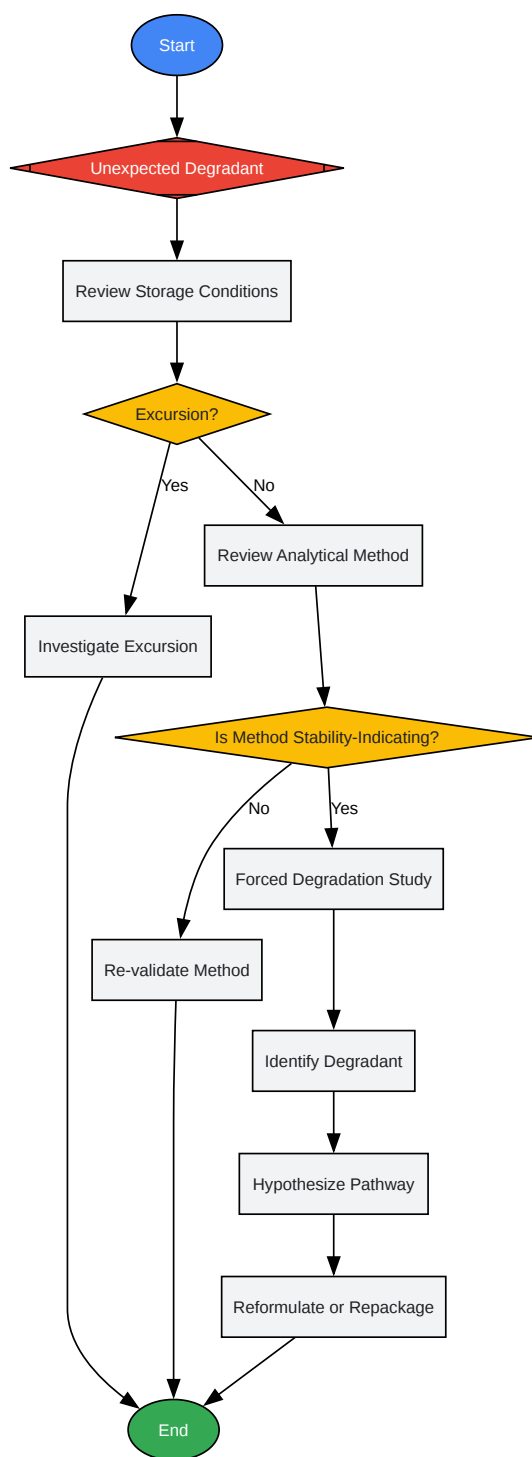 Start
Unexpected Degradant
Review Storage Conditions
Excursion?
Yes
No
Review Analytical Method
Investigate Excursion
Is Method Stability-Indicating?
No
Yes
Forced Degradation Study
Re-validate Method
Identify Degradant
Hypothesize Pathway
Reformulate or Repackage
End